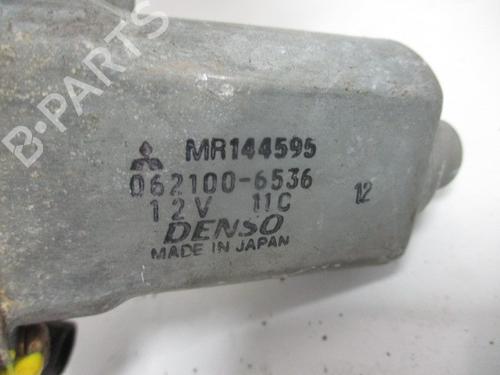 B-PARTS
MR144595
062100-6536
12V 11C 12
DENSO
MADE IN JAPAN